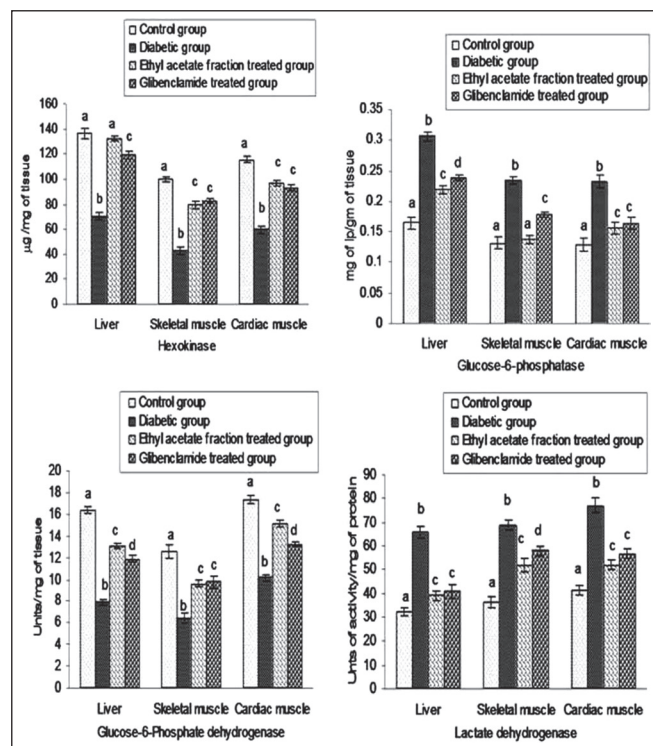 Control group
Diabetic group
Ethyl acetate fraction treated group
Glibenclamide treated group
µg /mg of tissue
160
140
120
100
80
60
40
20
0
a
b
a
c
a
b
c
c
a
b
c
c
Liver
Skeletal muscle
Cardiac muscle
Hexokinase
Control group
Diabetic group
Ethyl acetate fraction treated group
Glibenclamide treated group
mg of Ip/gm of tissue
0.35
0.3
0.25
0.2
0.15
0.1
0.05
0
a
b
c
d
a
b
a
c
a
b
c
c
Liver
Skeletal muscle
Cardiac muscle
Glucose-6-phosphatase
Control group
Diabetic group
Ethyl acetate fraction treated group
Glibenclamide treated group
Units/mg of tissue
20
18
16
14
12
10
8
6
4
2
0
a
b
c
d
a
b
c
c
a
b
c
d
Liver
Skeletal muscle
Cardiac muscle
Glucose-6-Phosphate dehydrogenase
Control group
Diabetic group
Ethyl acetate fraction treated group
Glibenclamide treated group
Unts of activity/mg of protein
90
80
70
60
50
40
30
20
10
0
a
b
c
c
a
b
c
d
a
b
c
c
Liver
Skeletal muscle
Cardiac muscle
Lactate dehydrogenase